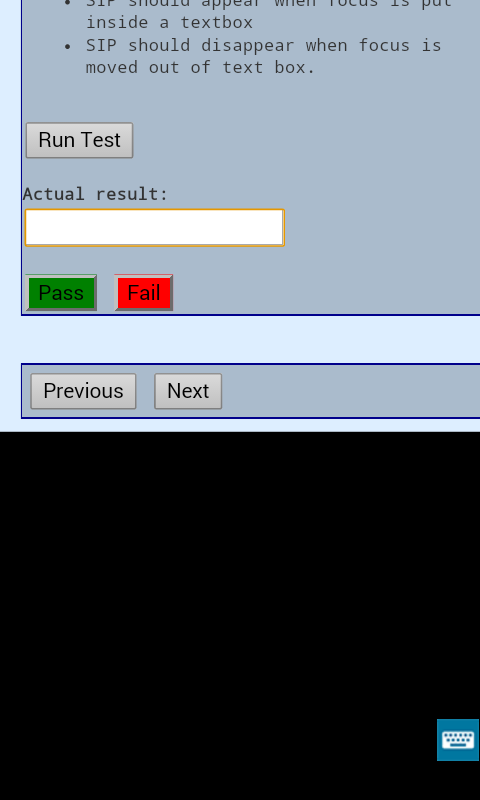 SIP should appear when focus is put
inside a textbox
SIP should disappear when focus is
moved out of text box.
Run Test
Actual result:
Pass Fail
Previous Next